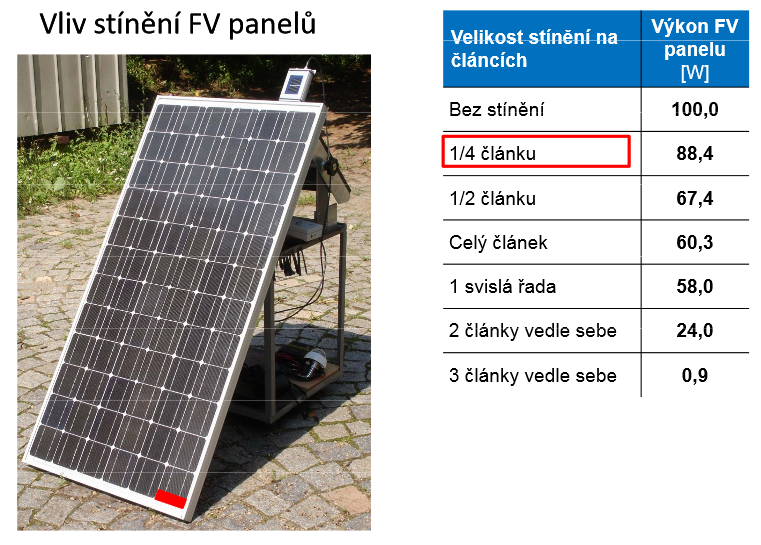 Vliv stínění FV panelů
Velikost stínění na
článcích
Výkon FV
panelu
[W]
Bez stínění 100,0
1/4 článku 88,4
1/2 článku 67,4
Celý článek 60,3
1 svislá řada 58,0
2 články vedle sebe 24,0
3 články vedle sebe 0,9